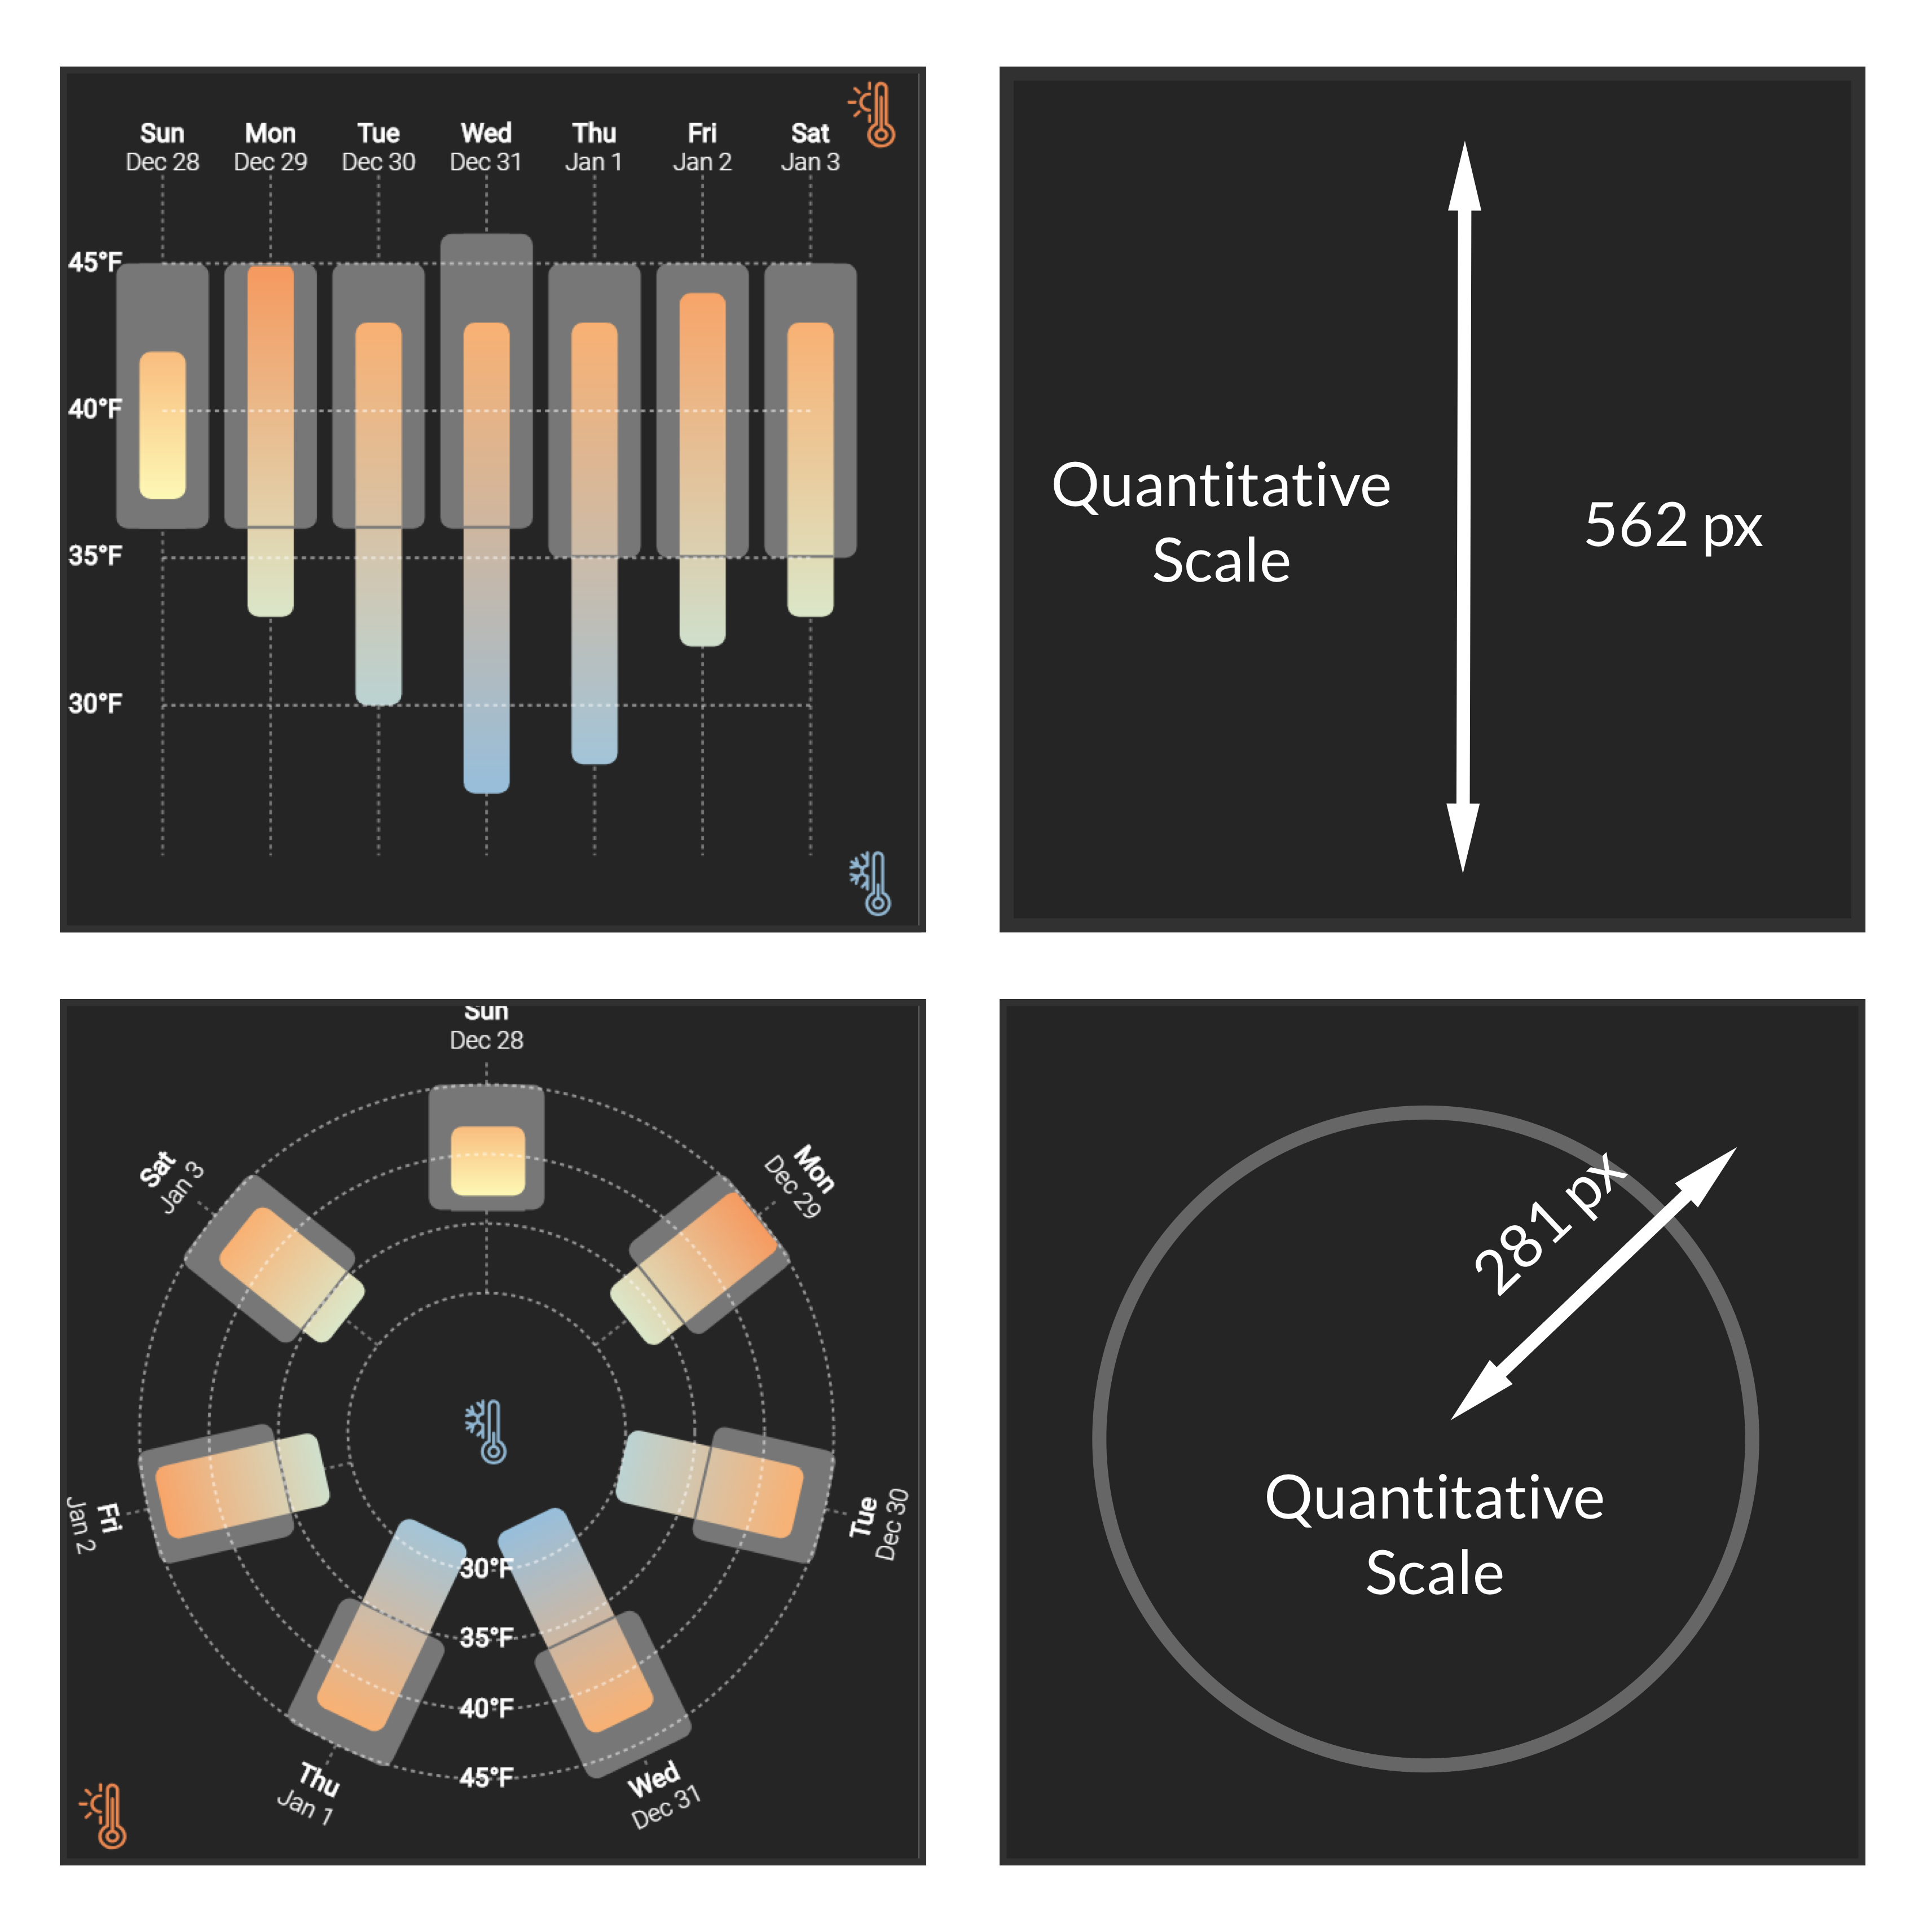 Sun Mon Tue Wed Thu Fri Sat
Dec 28 Dec 29 Dec 30 Dec 31 Jan 1 Jan 2 Jan 3
45°F
40°F
35°F
30°F
Quantitative
Scale
562 px
Sun
Dec 28
Mon
Dec 29
Tue
Dec 30
Wed
Dec 31
Thu
Jan 1
Fri
Jan 2
Sat
Jan 3
30°F
35°F
40°F
45°F
281 px
Quantitative
Scale